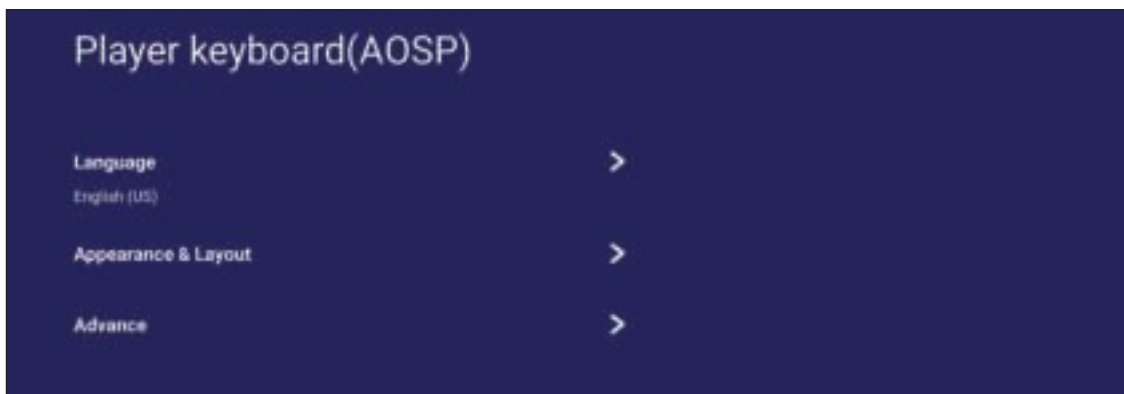 Player keyboard(AOSP)
Language
English (US)
Appearance & Layout
Advance